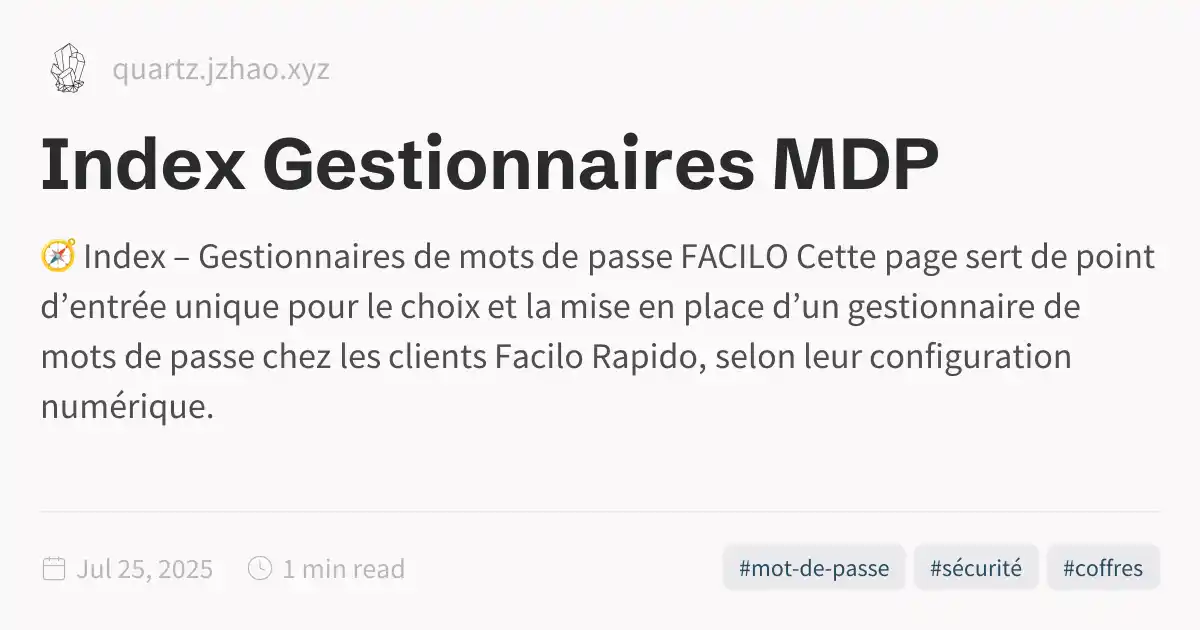 quartz.jzhao.xyz
Index Gestionnaires MDP
🧭 Index – Gestionnaires de mots de passe FACILO Cette page sert de point
d’entrée unique pour le choix et la mise en place d’un gestionnaire de
mots de passe chez les clients Facilo Rapido, selon leur configuration
numérique.
Jul 25, 2025 1 min read #mot-de-passe #sécurité #coffres